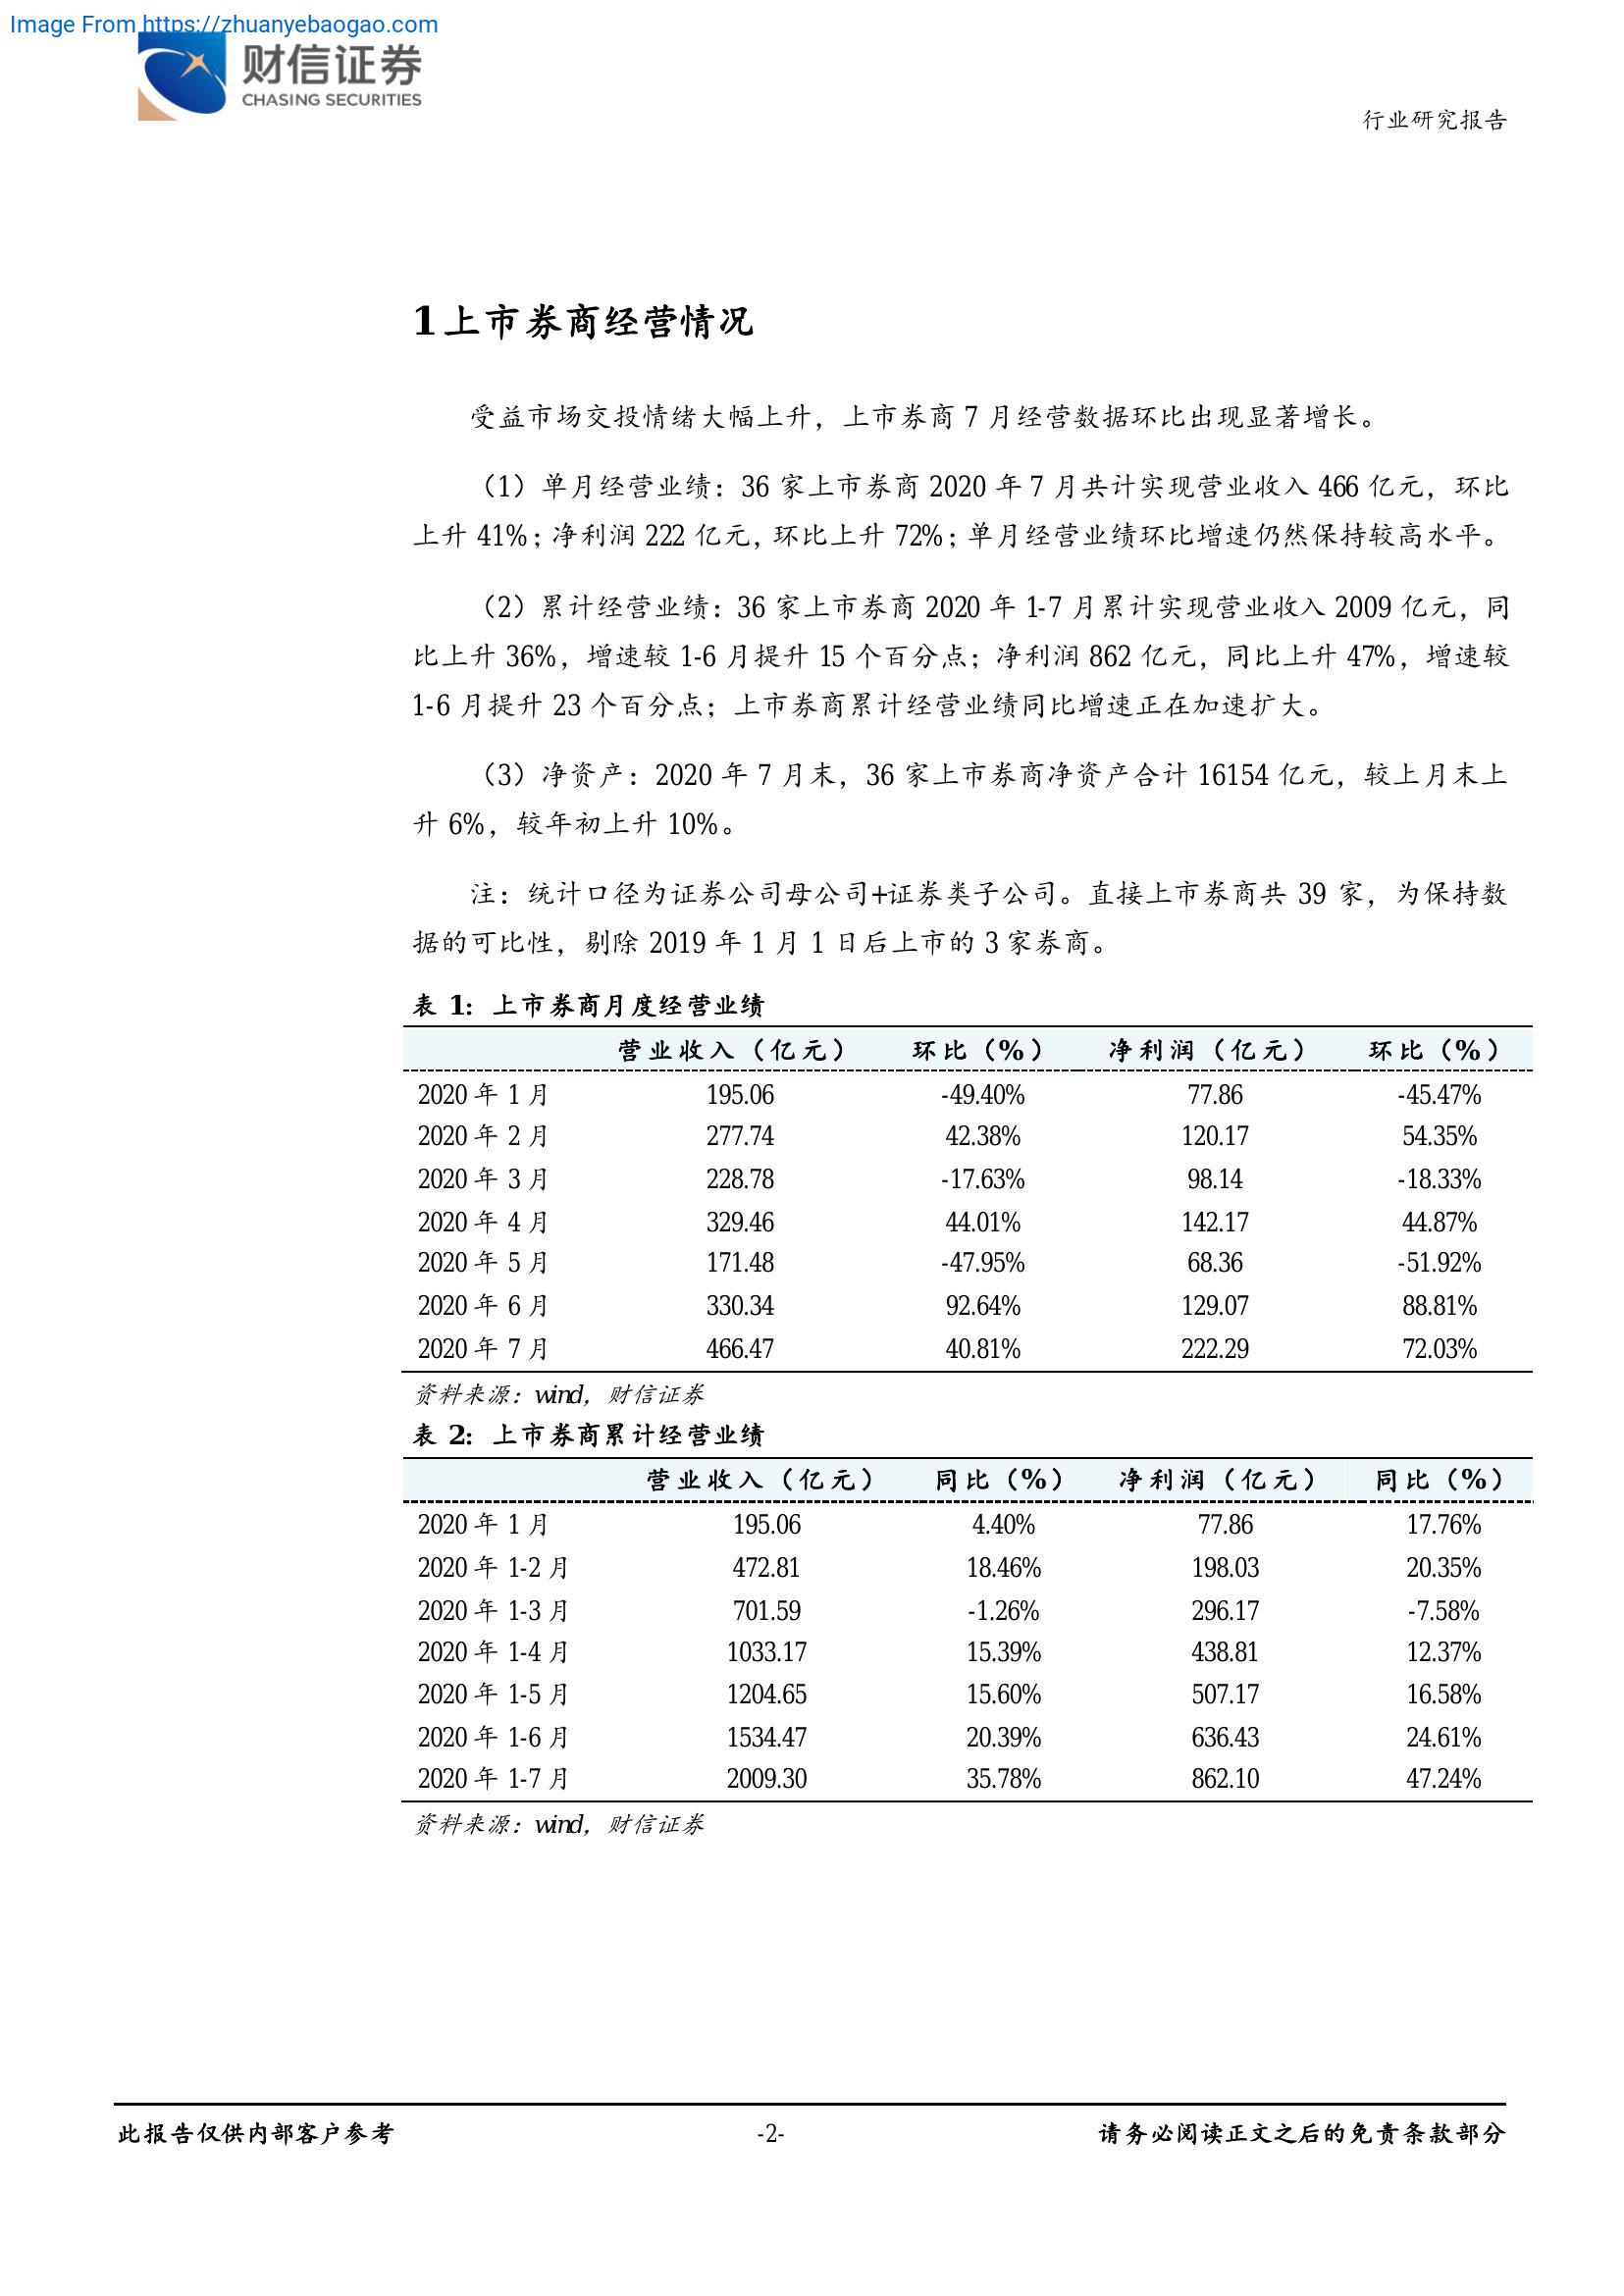 Image From https://zhuanyebaogao.com
财信证券
CHASING SECURITIES
行业研究报告
1上市券商经营情况
受益市场交投情绪大幅上升，上市券商 7 月经营数据环比出现显著增长。
（1）单月经营业绩：36 家上市券商 2020 年 7 月共计实现营业收入 466 亿元，环比
上升 41%；净利润 222 亿元，环比上升 72%；单月经营业绩环比增速仍然保持较高水平。
（2）累计经营业绩：36 家上市券商 2020 年 1-7 月累计实现营业收入 2009 亿元，同
比上升 36%，增速较 1-6 月提升 15 个百分点；净利润 862 亿元，同比上升 47%，增速较
1-6 月提升 23 个百分点；上市券商累计经营业绩同比增速正在加速扩大。
（3）净资产：2020 年 7 月末，36 家上市券商净资产合计 16154 亿元，较上月末上
升 6%，较年初上升 10%。
注：统计口径为证券公司母公司+证券类子公司。直接上市券商共 39 家，为保持数
据的可比性，剔除 2019 年 1 月 1 日后上市的 3 家券商。
表 1：上市券商月度经营业绩
营业收入（亿元） 环比（%） 净利润（亿元） 环比（%）
2020 年 1 月 195.06 -49.40% 77.86 -45.47%
2020 年 2 月 277.74 42.38% 120.17 54.35%
2020 年 3 月 228.78 -17.63% 98.14 -18.33%
2020 年 4 月 329.46 44.01% 142.17 44.87%
2020 年 5 月 171.48 -47.95% 68.36 -51.92%
2020 年 6 月 330.34 92.64% 129.07 88.81%
2020 年 7 月 466.47 40.81% 222.29 72.03%
资料来源：wind，财信证券
表 2：上市券商累计经营业绩
营业收入（亿元） 同比（%） 净利润（亿元） 同比（%）
2020 年 1 月 195.06 4.40% 77.86 17.76%
2020 年 1-2 月 472.81 18.46% 198.03 20.35%
2020 年 1-3 月 701.59 -1.26% 296.17 -7.58%
2020 年 1-4 月 1033.17 15.39% 438.81 12.37%
2020 年 1-5 月 1204.65 15.60% 507.17 16.58%
2020 年 1-6 月 1534.47 20.39% 636.43 24.61%
2020 年 1-7 月 2009.30 35.78% 862.10 47.24%
资料来源：wind，财信证券
此报告仅供内部客户参考 -2- 请务必阅读正文之后的免责条款部分